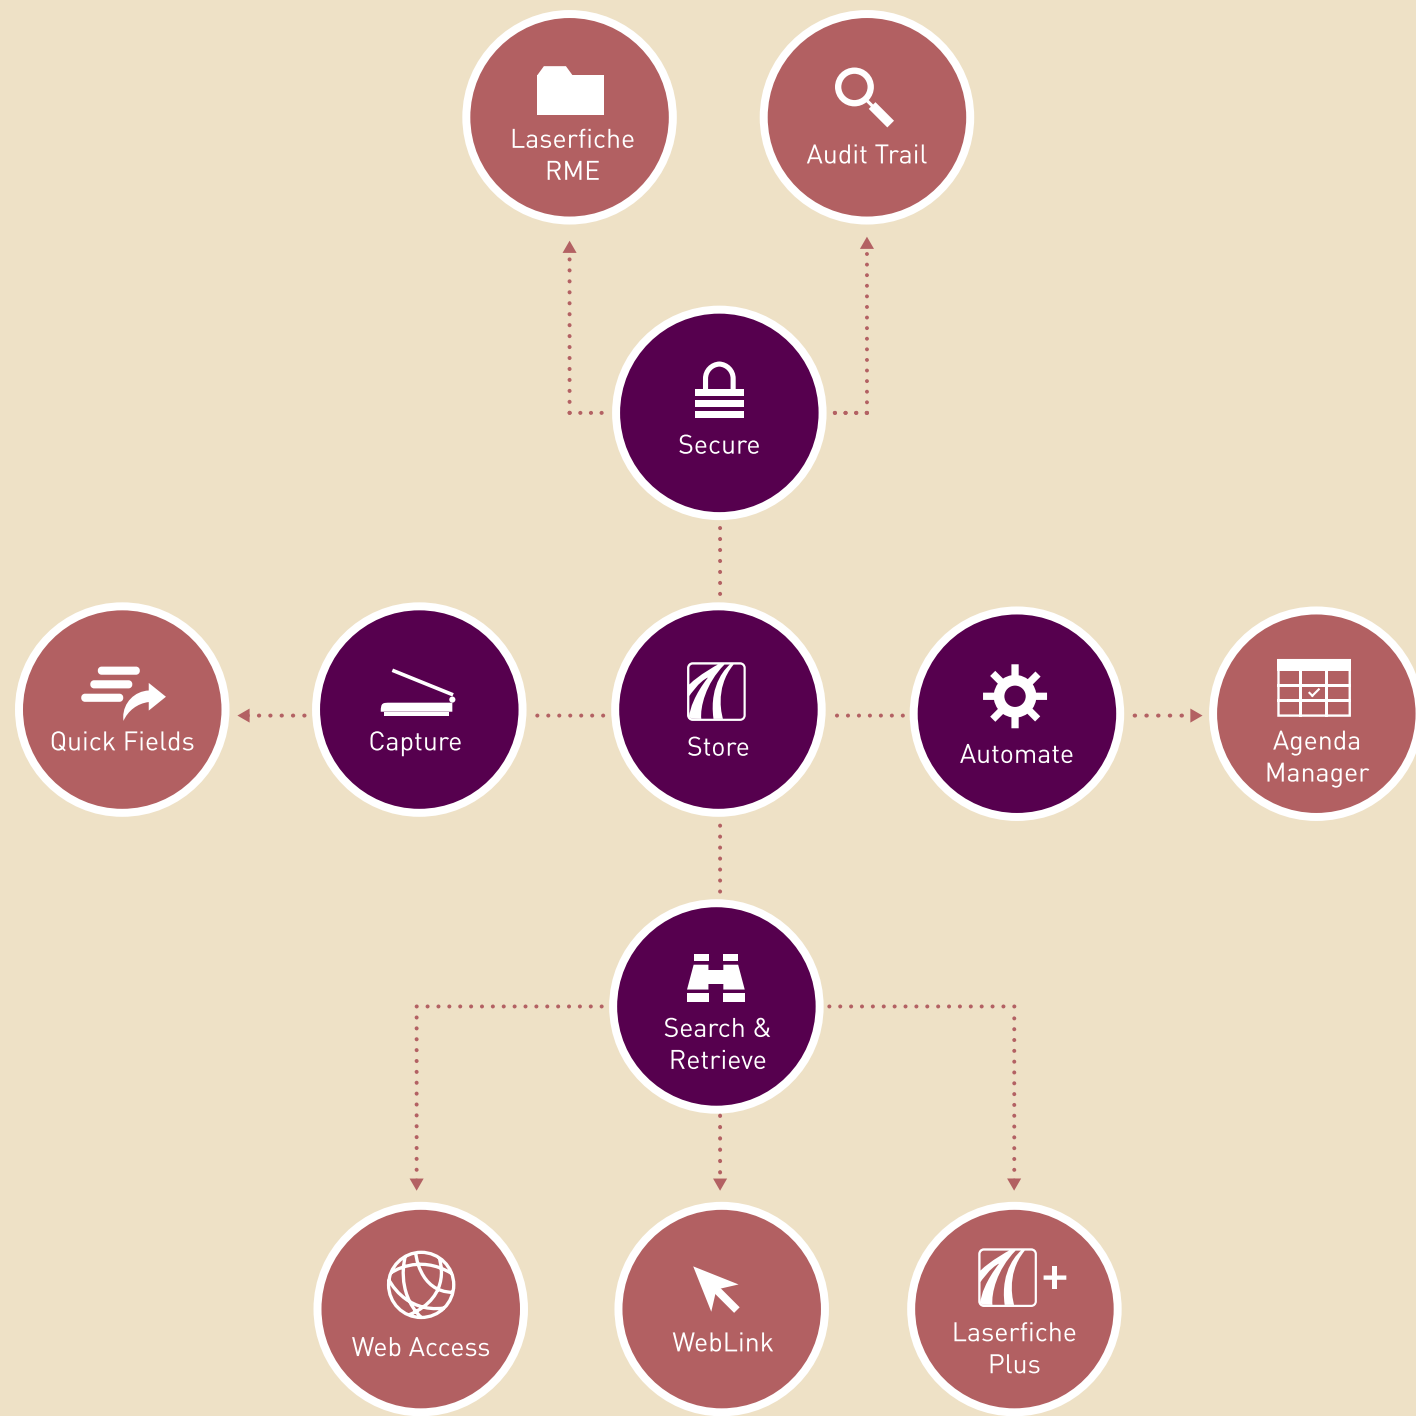 Laserfiche
RME
Audit Trail
Secure
Quick Fields
Capture
Store
Automate
Agenda
Manager
Search &
Retrieve
Web Access
WebLink
Laserfiche
Plus